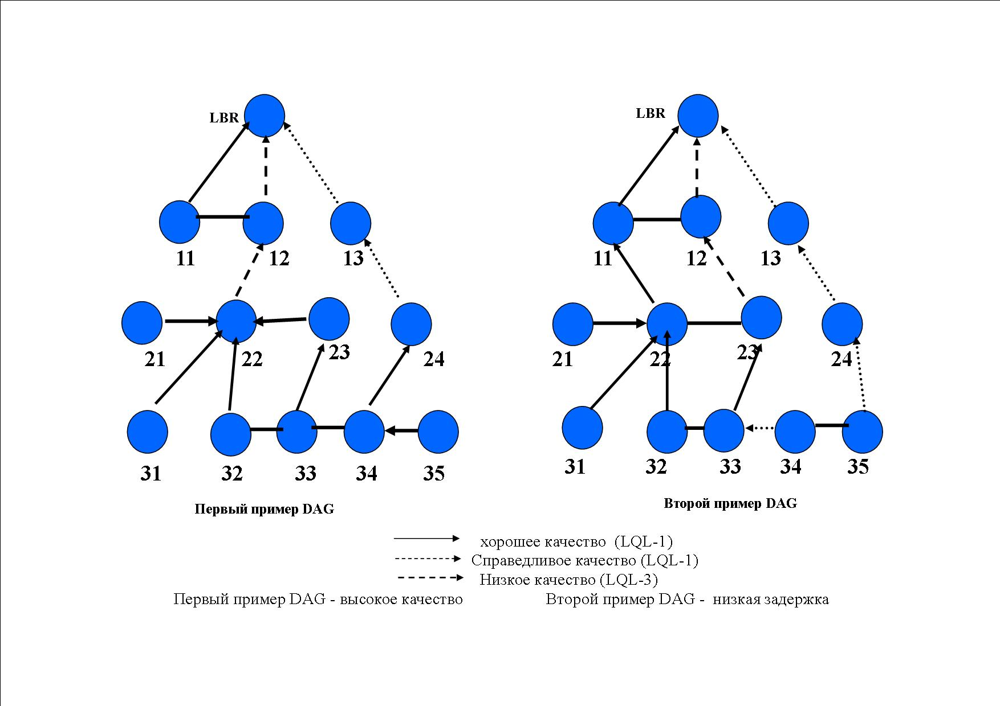 LBR
LBR
11 12 13
11 12 13
21 22 23 24
21 22 23 24
31 32 33 34 35
31 32 33 34 35
Первый пример DAG
Второй пример DAG
хорошее качество (LQL-1)
Справедливое качество (LQL-1)
Низкое качество (LQL-3)
Первый пример DAG - высокое качество
Второй пример DAG - низкая задержка